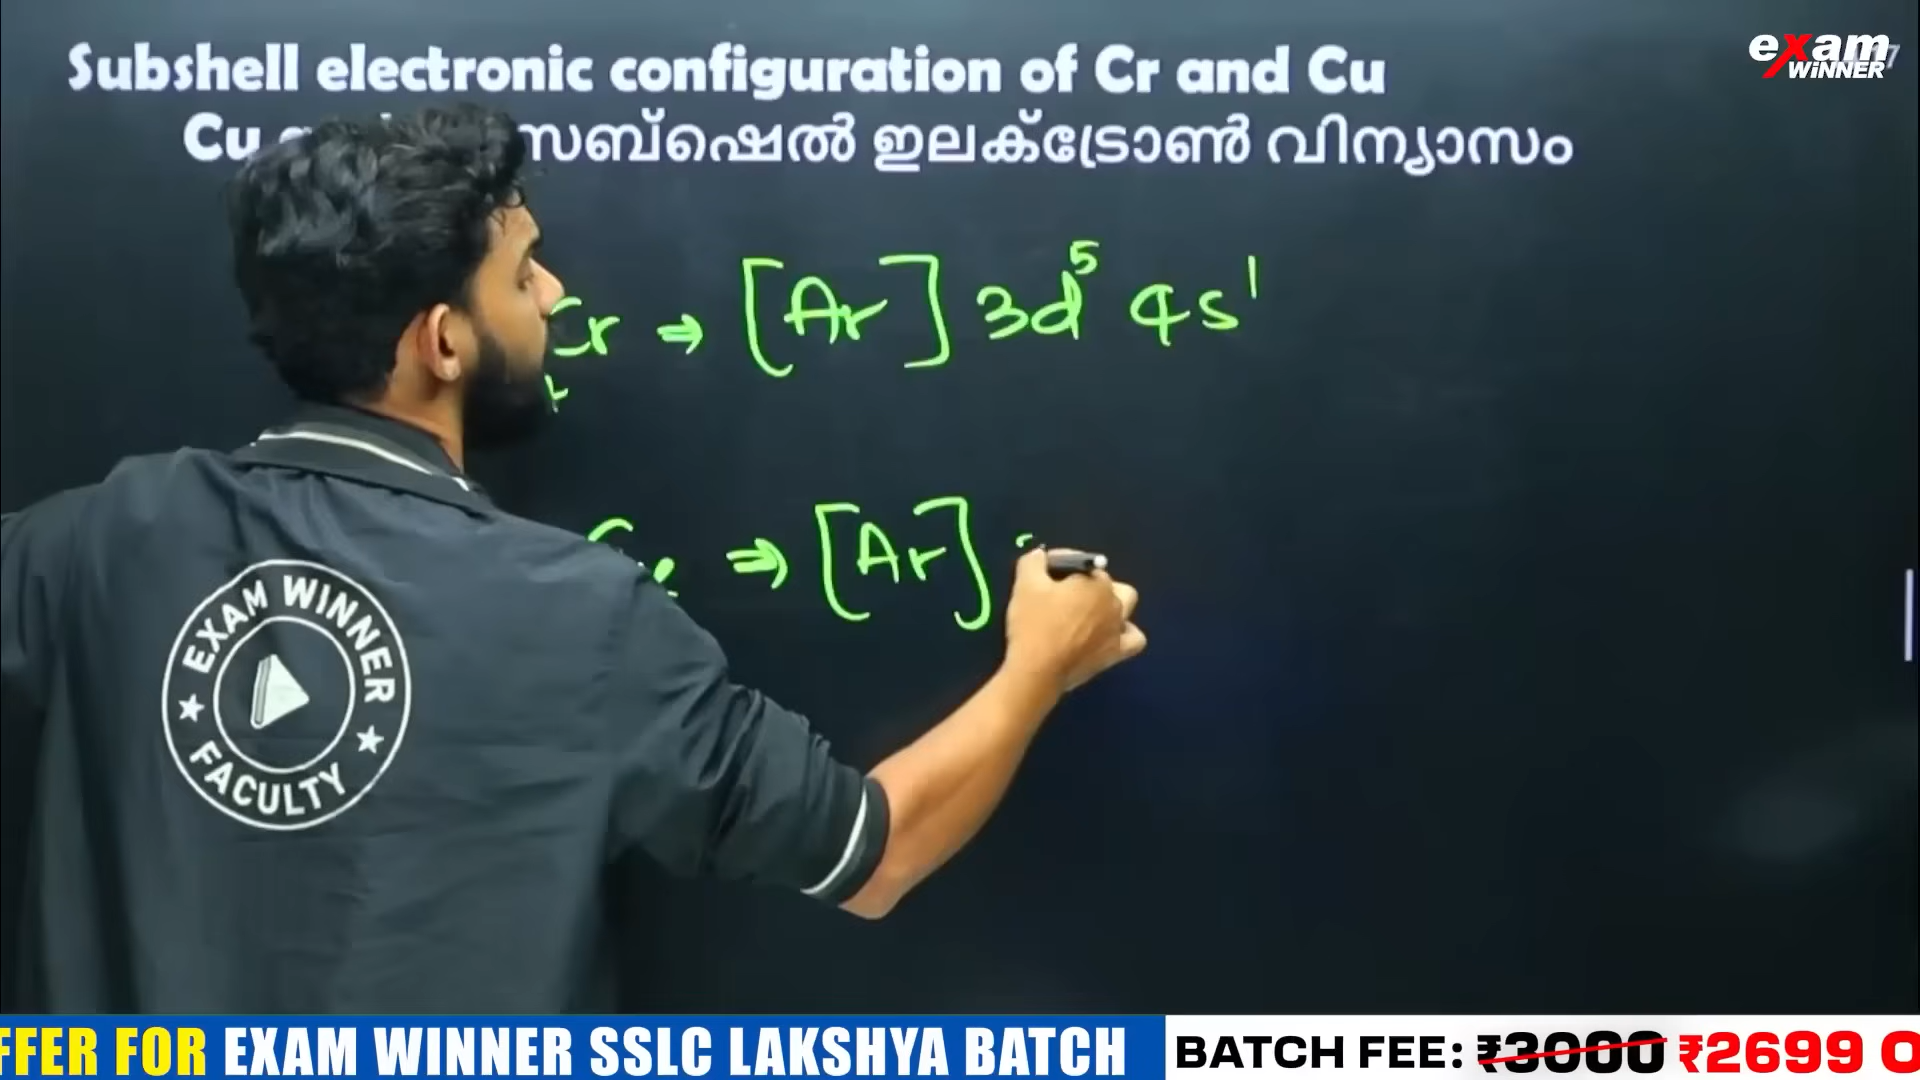 Subshell electronic configuration of Cr and Cu
exam
WiNNER
Cu സബ്ഷെൽ ഇലക്ട്രോൺ വിന്യാസം
Cr ⇒ [Ar] 3d⁵ 4s¹
⇒ [Ar]
EXAM WINNER
FACULTY
FFER FOR EXAM WINNER SSLC LAKSHYA BATCH
BATCH FEE: ₹3000 ₹2699 O